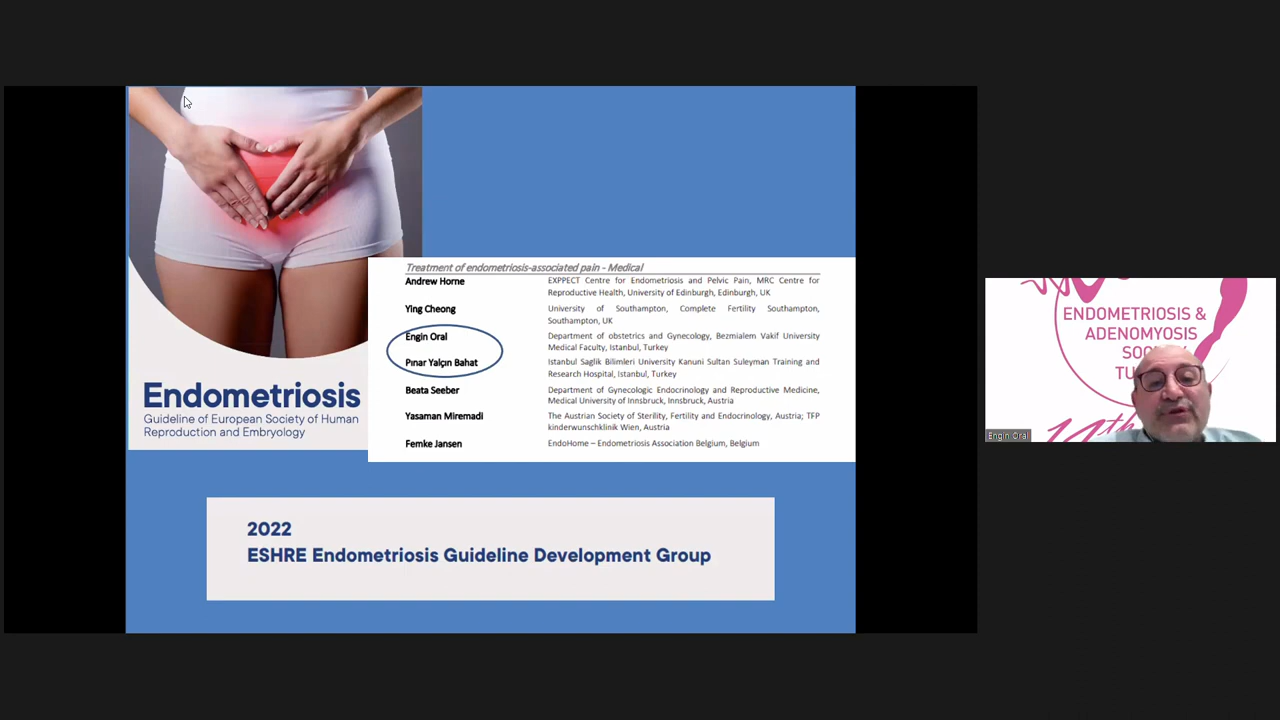 Treatment of endometriosis-associated pain - Medical
Andrew Horne
EXPPECT Centre for Endometriosis and Pelvic Pain, MRC Centre for
Reproductive Health, University of Edinburgh, Edinburgh, UK
Ying Cheong
University of Southampton, Complete Fertility Southampton,
Southampton, UK
Engin Oral
Department of obstetrics and Gynecology, Bezmialem Vakif University
Medical Faculty, Istanbul, Turkey
Pınar Yalçın Bahat
Istanbul Saglik Bilimleri University Kanuni Sultan Suleyman Training and
Research Hospital, Istanbul, Turkey
Beata Seeber
Department of Gynecologic Endocrinology and Reproductive Medicine,
Medical University of Innsbruck, Innsbruck, Austria
Yasaman Miremadi
The Austrian Society of Sterility, Fertility and Endocrinology, Austria; TFP
kinderwunschklinik Wien, Austria
Femke Jansen
EndoHome – Endometriosis Association Belgium, Belgium
Endometriosis
Guideline of European Society of Human
Reproduction and Embryology
2022
ESHRE Endometriosis Guideline Development Group
ENDOMETRIOSIS &
ADENOMYOSIS
Engin Oral